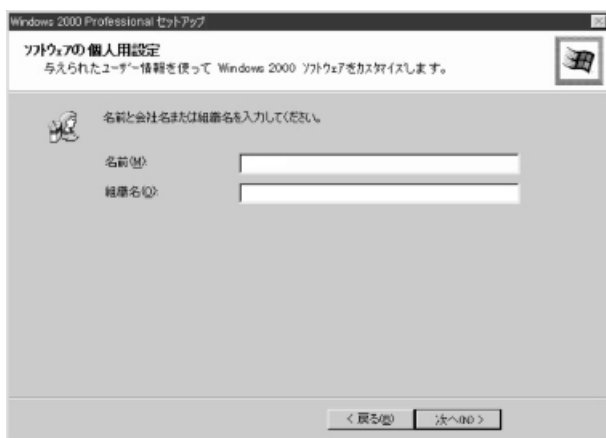 Windows 2000 Professional セットアップ
ソフトウェアの個人用設定
与えられたユーザー情報を使って Windows 2000 ソフトウェアをカスタマイズします。
名前と会社名または組織名を入力してください。
名前(M):
組織名(O):
< 戻る(B)
次へ(N) >